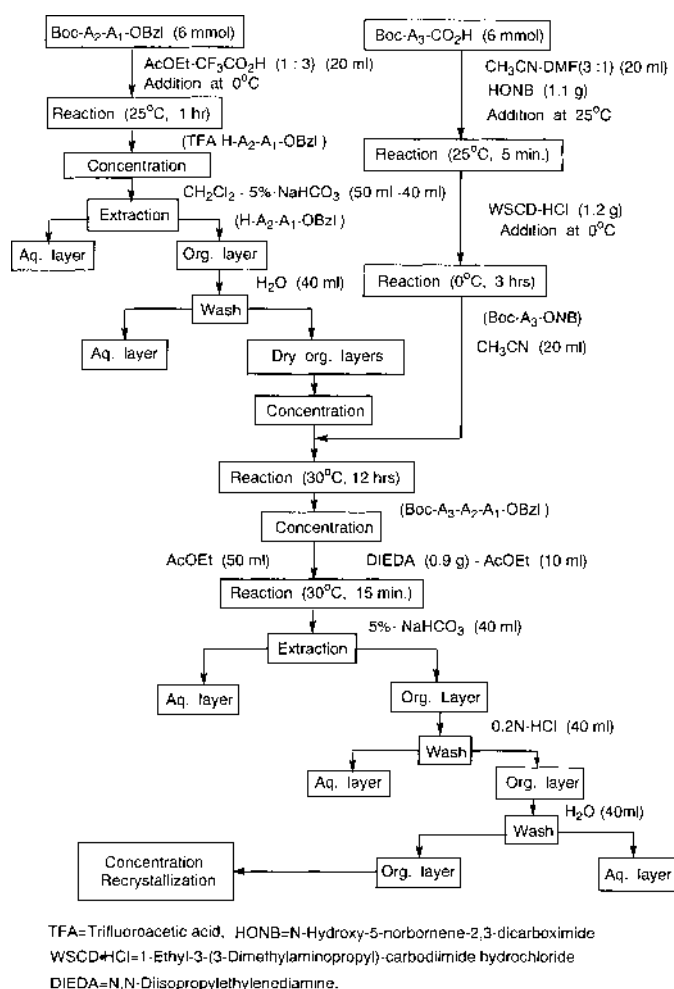 Boc-A₂-A₁-OBzl (6 mmol)
AcOEt-CF₃CO₂H (1 : 3) (20 ml)
Addition at 0°C
Reaction (25°C, 1 hr)
(TFA H-A₂-A₁-OBzl )
Concentration
CH₂Cl₂ - 5%-NaHCO₃ (50 ml -40 ml)
Extraction
(H-A₂-A₁-OBzl)
Aq. layer
Org. layer
H₂O (40 ml)
Wash
Aq. layer
Dry org. layers
Concentration
Boc-A₃-CO₂H (6 mmol)
CH₃CN-DMF(3 :1) (20 ml)
HONB (1.1 g)
Addition at 25°C
Reaction (25°C, 5 min.)
WSCD-HCl (1.2 g)
Addition at 0°C
Reaction (0°C, 3 hrs)
(Boc-A₃-ONB)
CH₃CN (20 ml)
Reaction (30°C, 12 hrs)
(Boc-A₃-A₂-A₁-OBzl )
Concentration
AcOEt (50 ml)
DIEDA (0.9 g) - AcOEt (10 ml)
Reaction (30°C, 15 min.)
5%- NaHCO₃ (40 ml)
Extraction
Aq. layer
Org. Layer
0.2N-HCl (40 ml)
Wash
Aq. layer
Org. layer
H₂O (40ml)
Wash
Org. layer
Aq. layer
Concentration
Recrystallization
TFA=Trifluoroacetic acid, HONB=N-Hydroxy-5-norbornene-2,3-dicarboximide
WSCD•HCl=1-Ethyl-3-(3-Dimethylaminopropyl)-carbodiimide hydrochloride
DIEDA=N,N-Diisopropylethylenediamine.